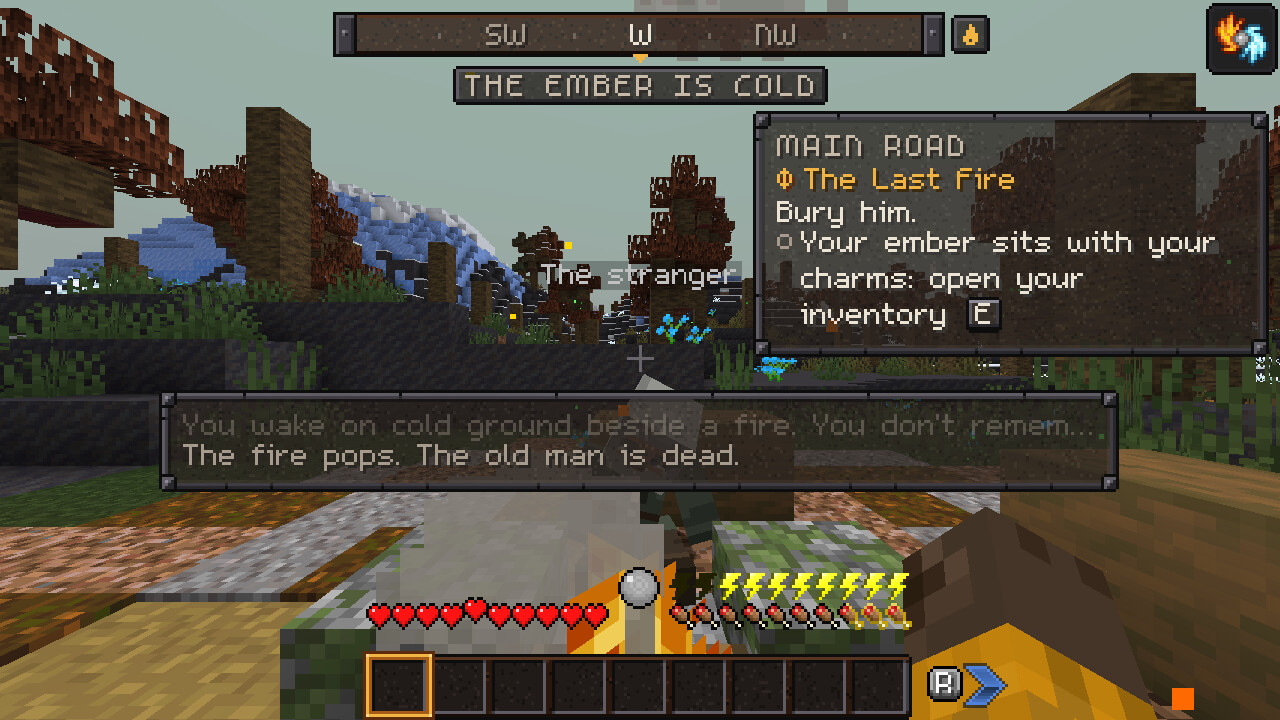 SW W NW
THE EMBER IS COLD
MAIN ROAD
The Last Fire
Bury him.
Your ember sits with your
charms: open your
inventory E
The stranger
You wake on cold ground beside a fire. You don't remem...
The fire pops. The old man is dead.
R